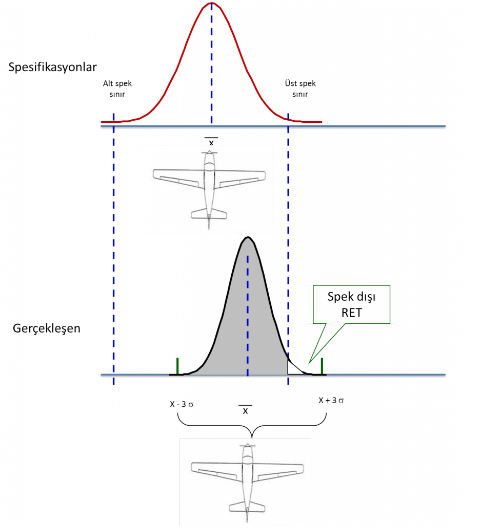 Spesifikasyonlar
Alt spek
sınır
Üst spek
sınır
x
Spek dışı
RET
Gerçekleşen
X - 3 σ
x
X + 3 σ